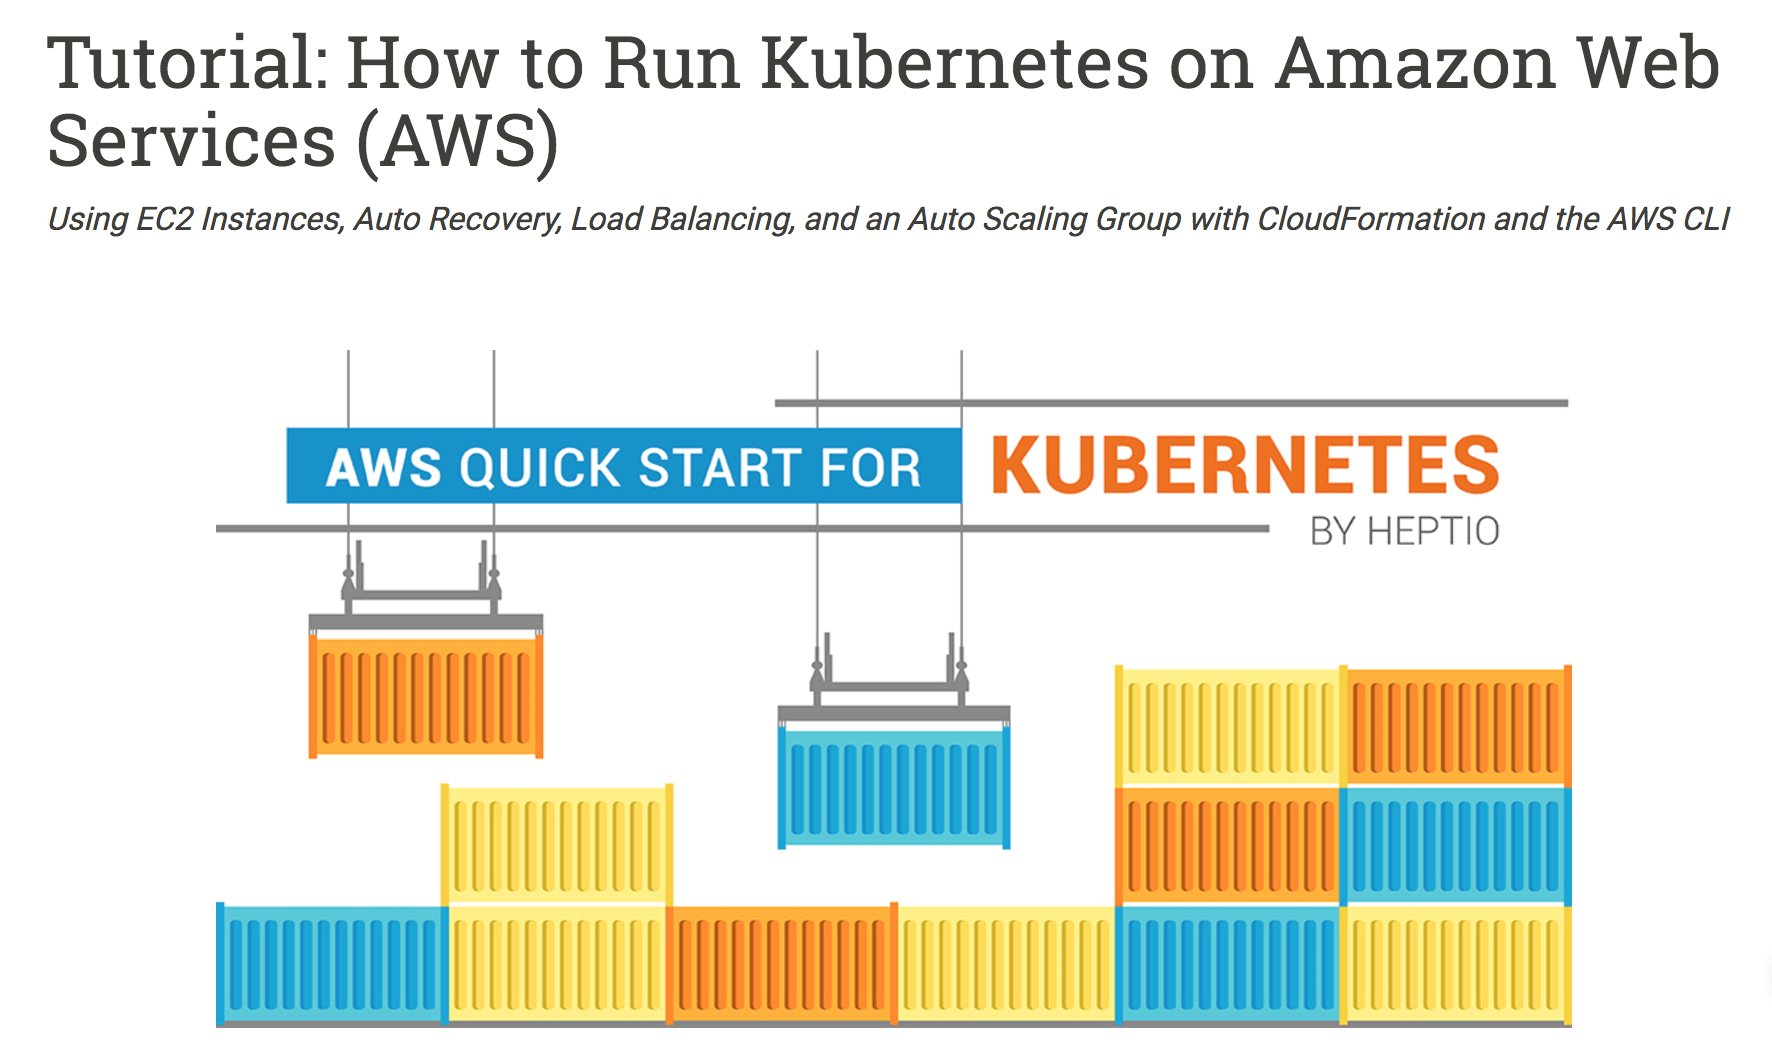 Tutorial: How to Run Kubernetes on Amazon Web
Services (AWS)
Using EC2 Instances, Auto Recovery, Load Balancing, and an Auto Scaling Group with CloudFormation and the AWS CLI
AWS QUICK START FOR KUBERNETES
BY HEPTIO